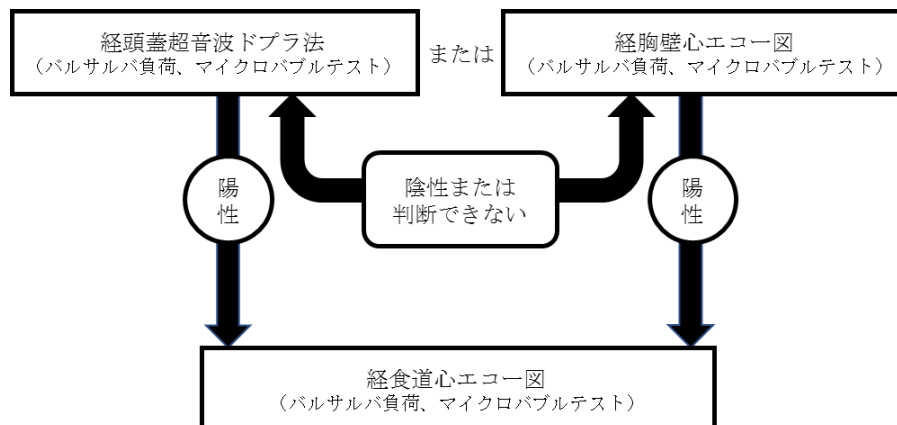 経頭蓋超音波ドプラ法
（バルサルバ負荷、マイクロバブルテスト）
または
経胸壁心エコー図
（バルサルバ負荷、マイクロバブルテスト）
陽
性
陰性または
判断できない
陽
性
経食道心エコー図
（バルサルバ負荷、マイクロバブルテスト）